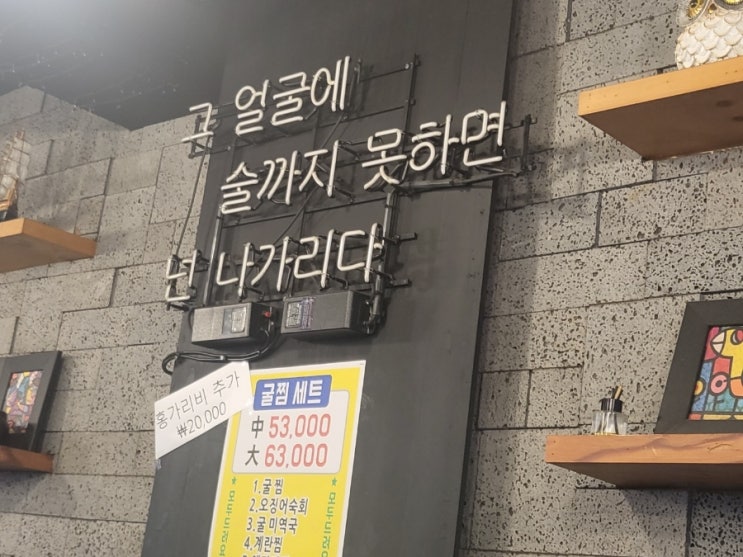 그 얼굴에
술까지 못하면
넌 나가리다
홍가리비 추가
₩20,000
굴찜 세트
中 53,000
大 63,000
1.굴찜
2.오징어숙회
3.굴미역국
4.계란찜